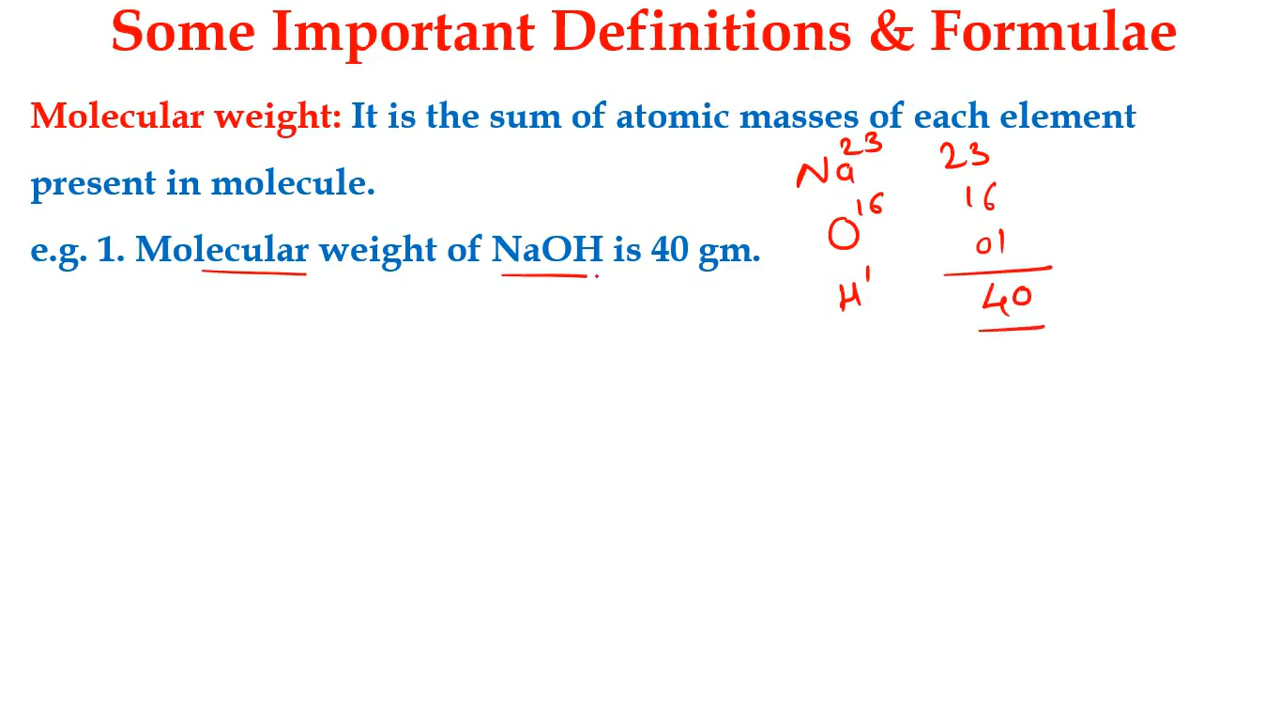 Some Important Definitions & Formulae
Molecular weight: It is the sum of atomic masses of each element
present in molecule.
e.g. 1. Molecular weight of NaOH is 40 gm.
Na²³ 23
O¹⁶ 16
H¹ 01
40